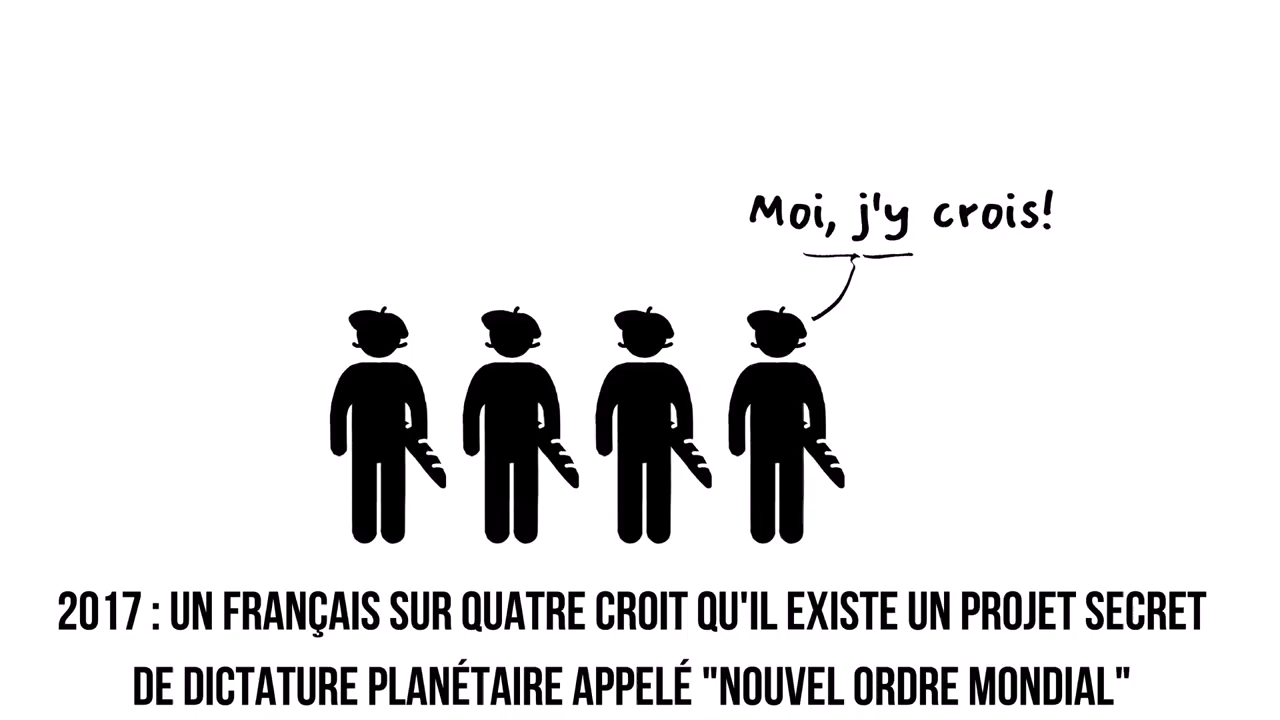 Moi, j'y crois!
2017 : UN FRANÇAIS SUR QUATRE CROIT QU'IL EXISTE UN PROJET SECRET
DE DICTATURE PLANÉTAIRE APPELÉ "NOUVEL ORDRE MONDIAL"